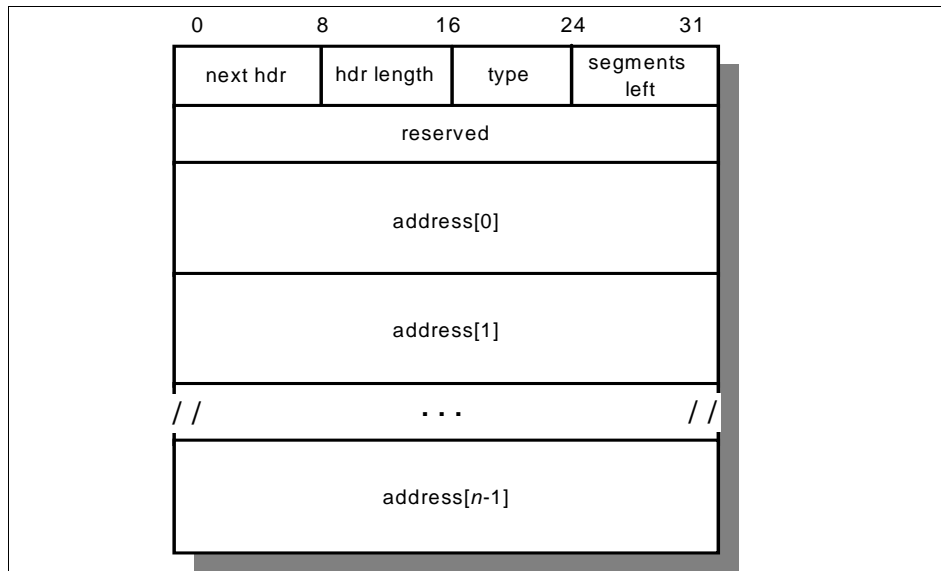 0 8 16 24 31
next hdr hdr length type segments left
reserved
address[0]
address[1]
// ... //
address[n-1]